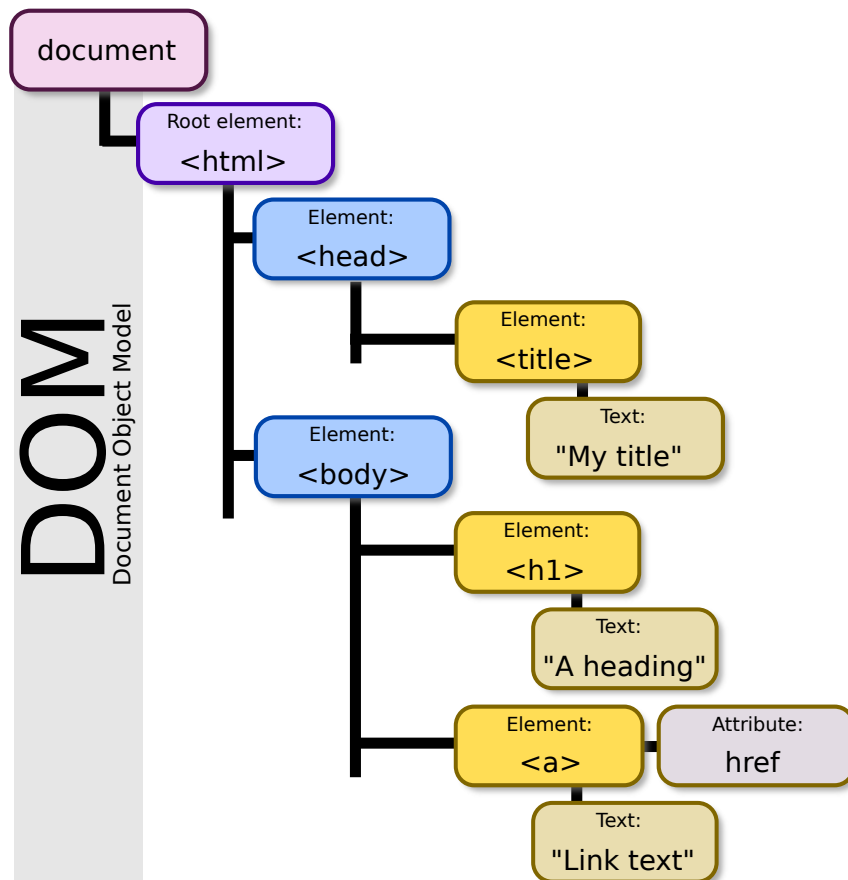 document
Root element:
<html>
Element:
<head>
Element:
<title>
Text:
"My title"
Element:
<body>
Element:
<h1>
Text:
"A heading"
Element:
<a>
Attribute:
href
Text:
"Link text"
DOM
Document Object Model